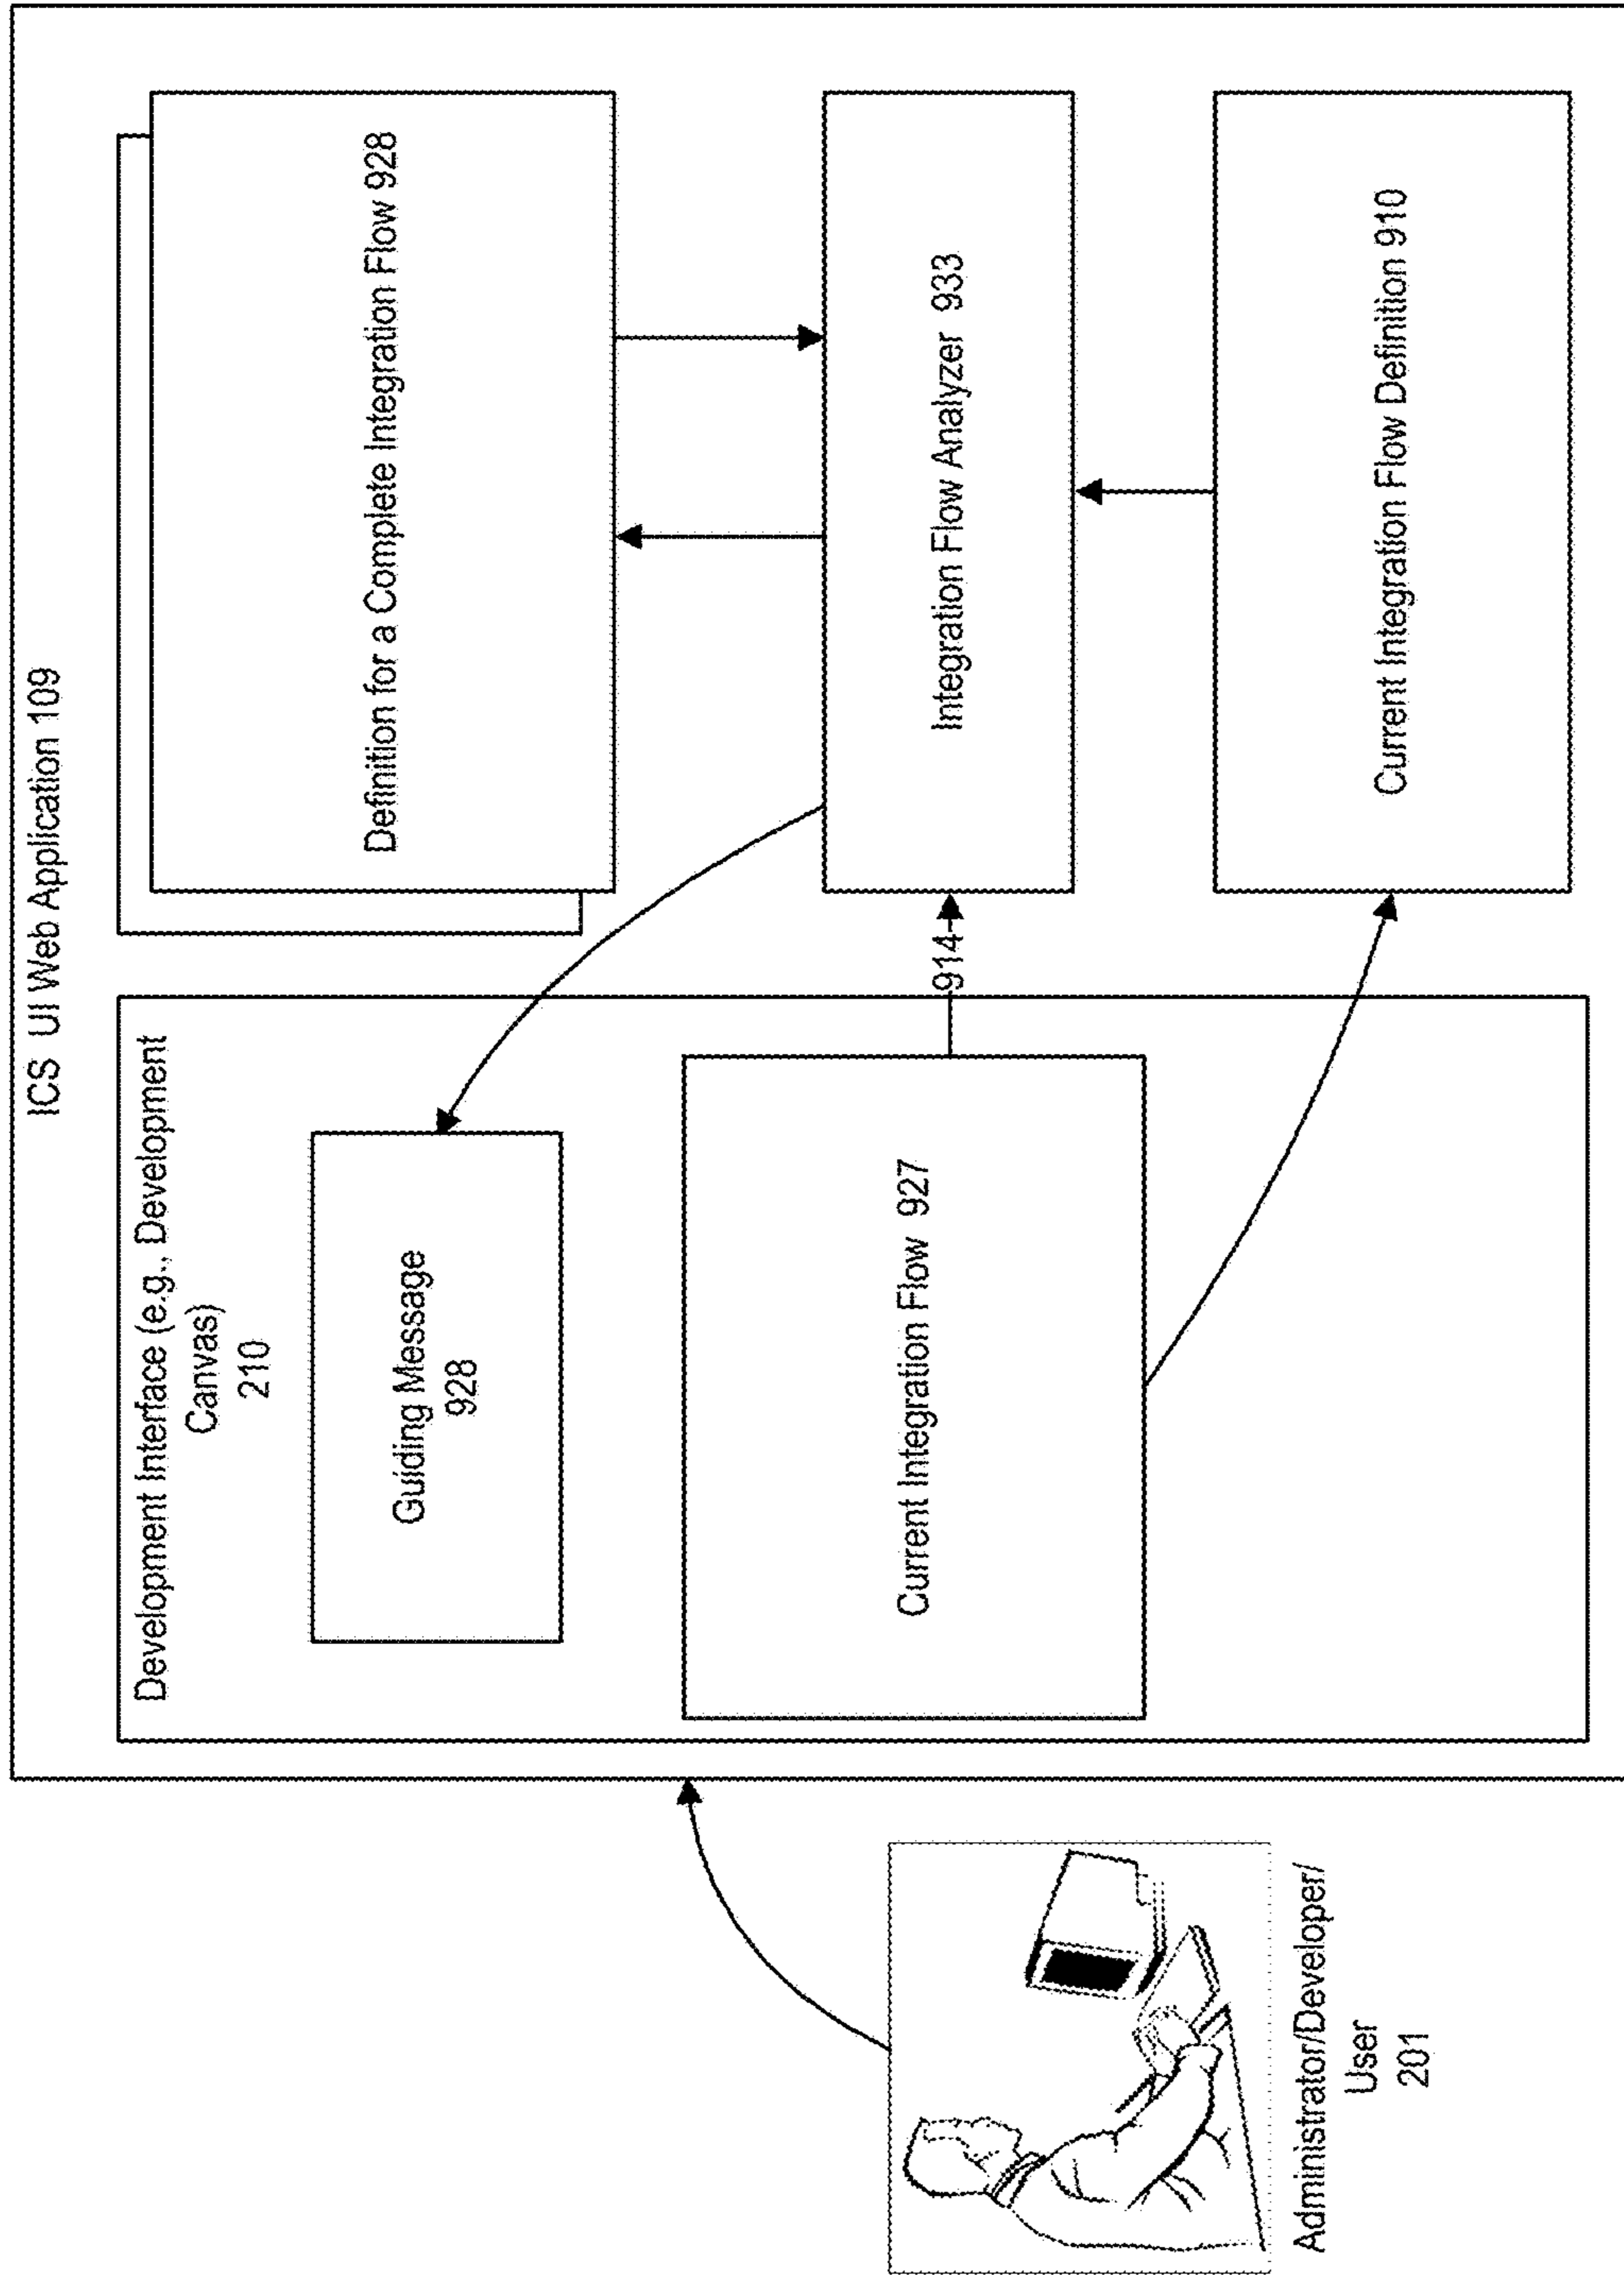 ICS UI Web Application 109
Development Interface (e.g., Development
Canvas)
210
Guiding Message
928
Current Integration Flow 927
914
Definition for a Complete Integration Flow 928
Integration Flow Analyzer 933
Current Integration Flow Definition 910
Administrator/Developer/
User
201